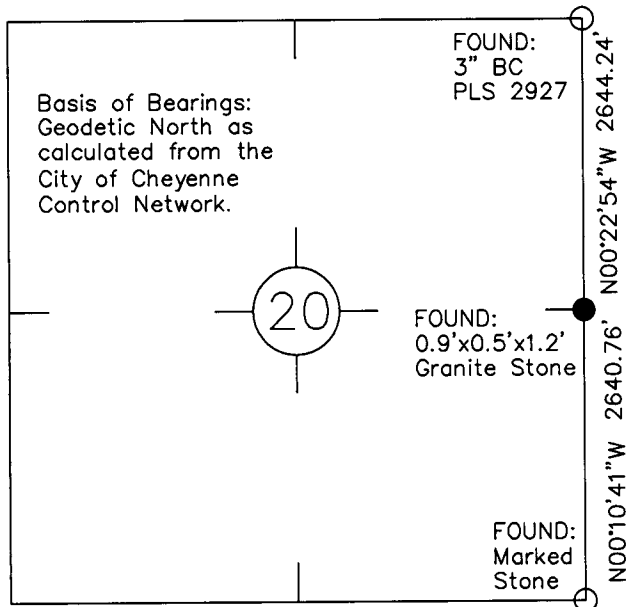 FOUND:
3" BC
PLS 2927
Basis of Bearings:
Geodetic North as
calculated from the
City of Cheyenne
Control Network.
N00°22'54"W 2644.24'
20
FOUND:
0.9'x0.5'x1.2'
Granite Stone
N00°10'41"W 2640.76'
FOUND:
Marked
Stone